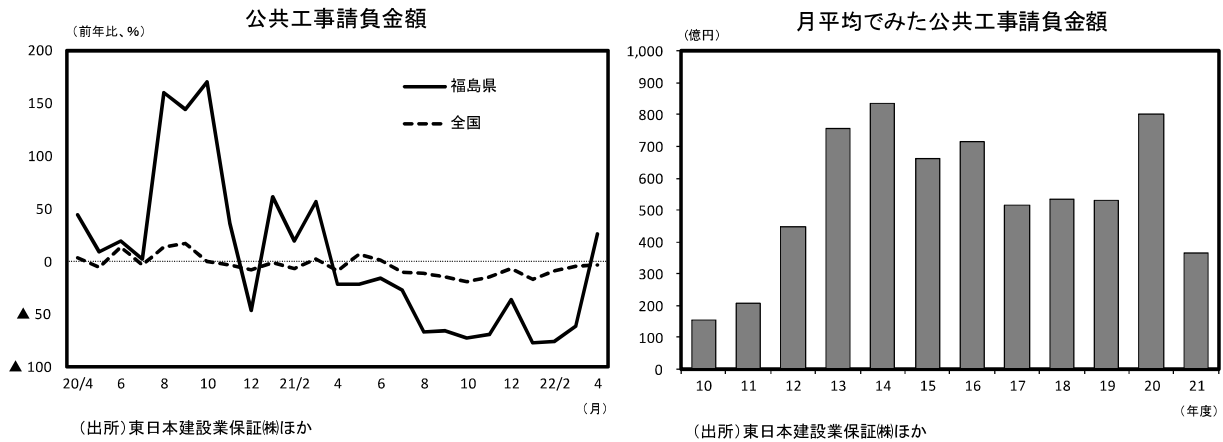 公共工事請負金額
（前年比、%）
200
150
100
50
0
▲ 50
▲ 100
福島県
全国
20/4 6 8 10 12 21/2 4 6 8 10 12 22/2 4
（月）
（出所）東日本建設業保証㈱ほか
月平均でみた公共工事請負金額
（億円）
1,000
900
800
700
600
500
400
300
200
100
0
10 11 12 13 14 15 16 17 18 19 20 21
（年度）
（出所）東日本建設業保証㈱ほか